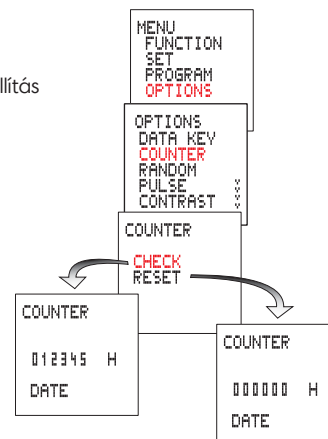 llítás
MENU
FUNCTION
SET
PROGRAM
OPTIONS
OPTIONS
DATA KEY
COUNTER
RANDOM
PULSE
CONTRAST
COUNTER
CHECK
RESET
COUNTER
012345 H
DATE
COUNTER
000000 H
DATE